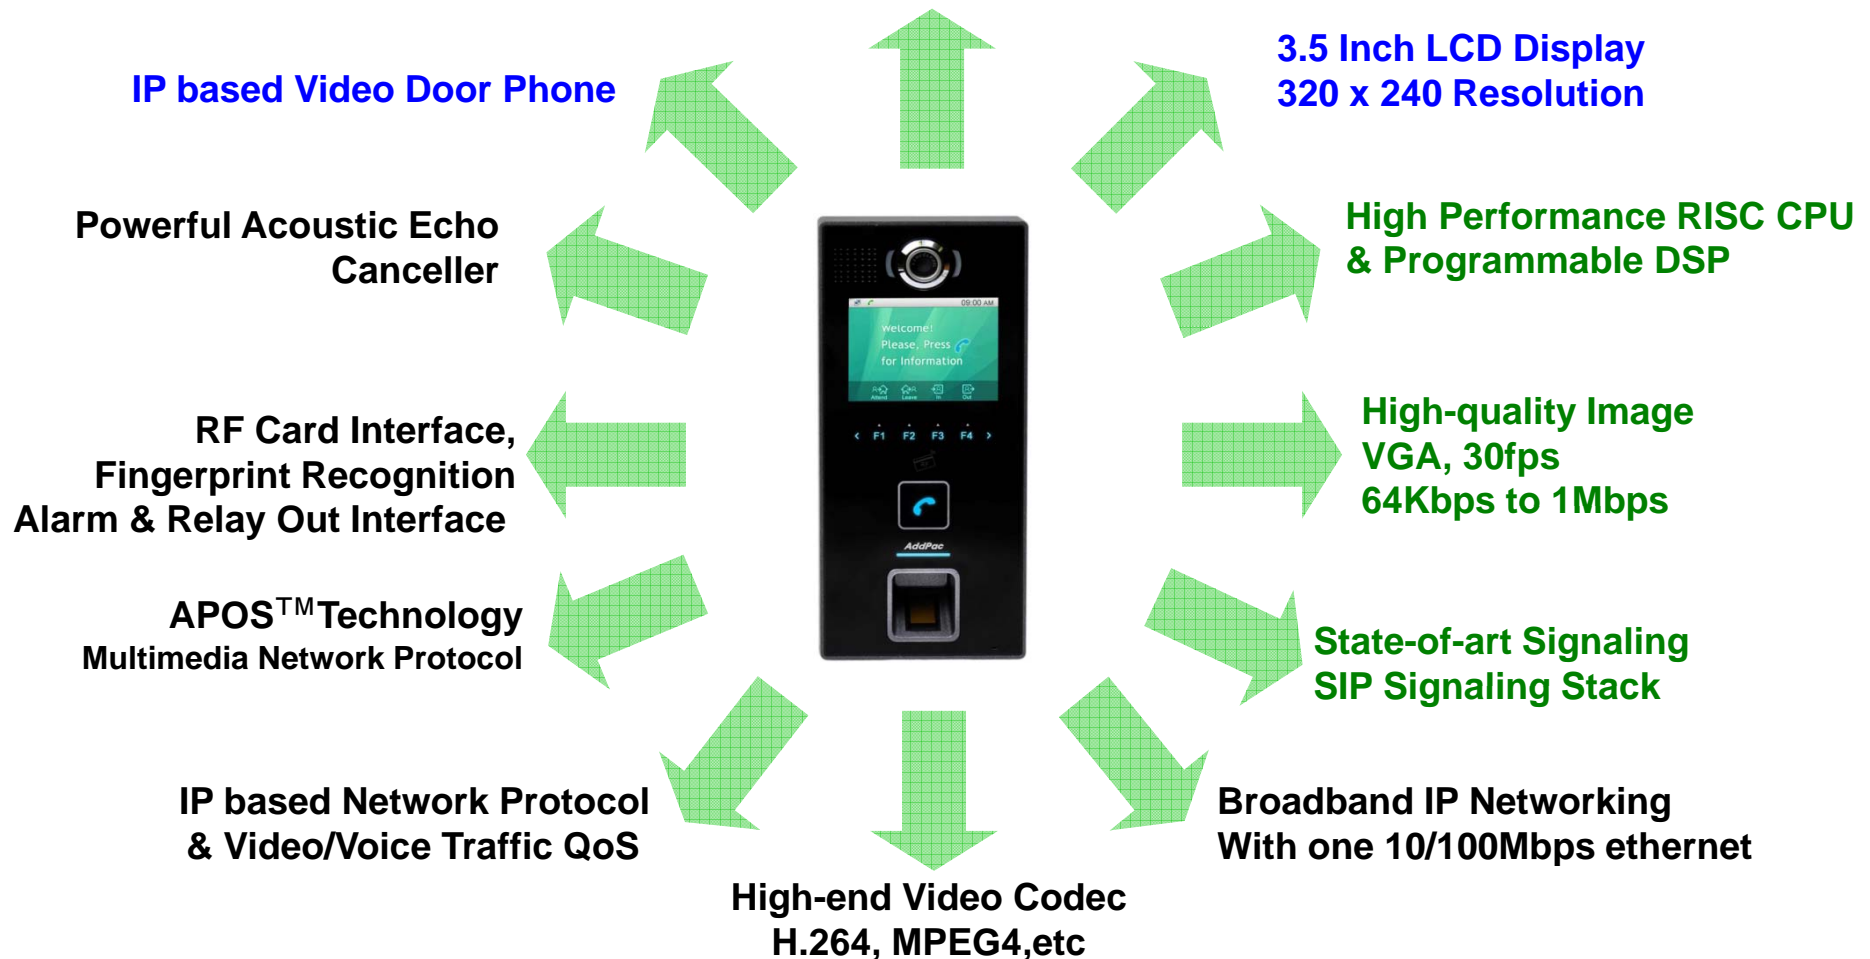 IP based Video Door Phone
3.5 Inch LCD Display
320 x 240 Resolution
Powerful Acoustic Echo
Canceller
High Performance RISC CPU
& Programmable DSP
09:00 AM
Welcome!
Please, Press
for Information
Attend Leave In Out
< F1 F2 F3 F4 >
AddPac
RF Card Interface,
Fingerprint Recognition
Alarm & Relay Out Interface
High-quality Image
VGA, 30fps
64Kbps to 1Mbps
APOS™Technology
Multimedia Network Protocol
State-of-art Signaling
SIP Signaling Stack
IP based Network Protocol
& Video/Voice Traffic QoS
Broadband IP Networking
With one 10/100Mbps ethernet
High-end Video Codec
H.264, MPEG4,etc